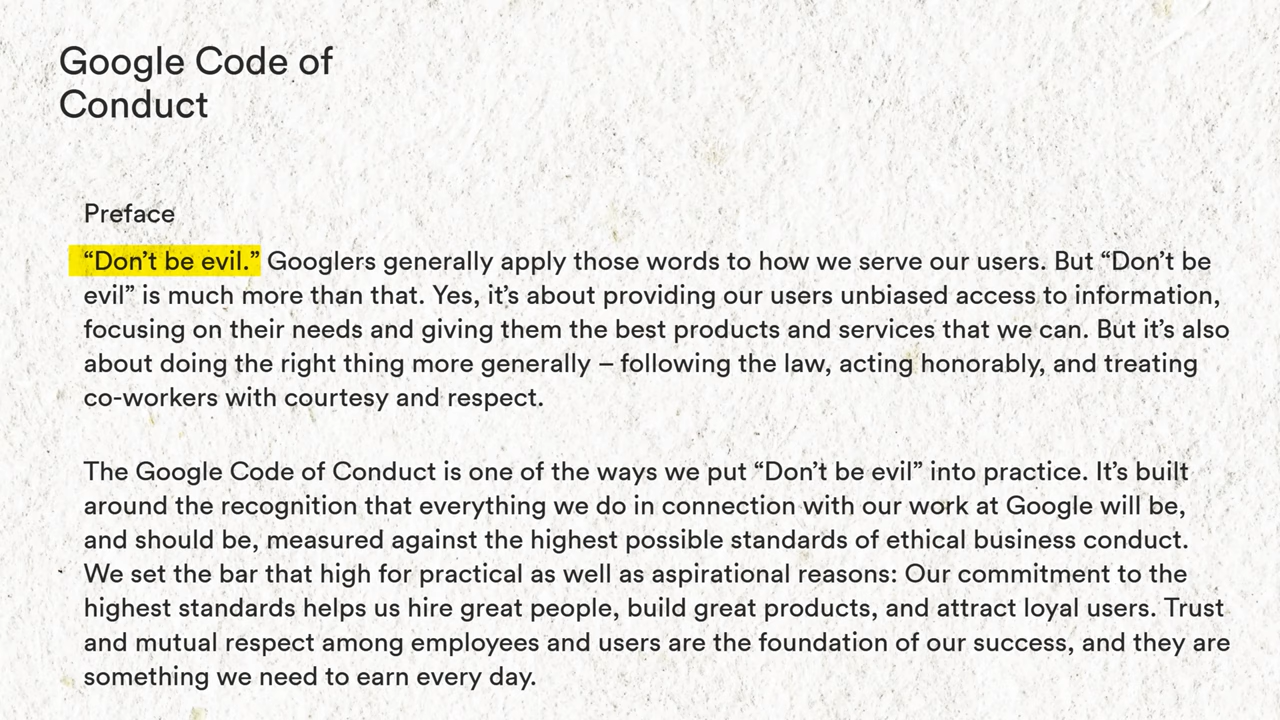 Google Code of
Conduct
Preface
“Don’t be evil.” Googlers generally apply those words to how we serve our users. But “Don’t be
evil” is much more than that. Yes, it’s about providing our users unbiased access to information,
focusing on their needs and giving them the best products and services that we can. But it’s also
about doing the right thing more generally – following the law, acting honorably, and treating
co-workers with courtesy and respect.
The Google Code of Conduct is one of the ways we put “Don’t be evil” into practice. It’s built
around the recognition that everything we do in connection with our work at Google will be,
and should be, measured against the highest possible standards of ethical business conduct.
We set the bar that high for practical as well as aspirational reasons: Our commitment to the
highest standards helps us hire great people, build great products, and attract loyal users. Trust
and mutual respect among employees and users are the foundation of our success, and they are
something we need to earn every day.